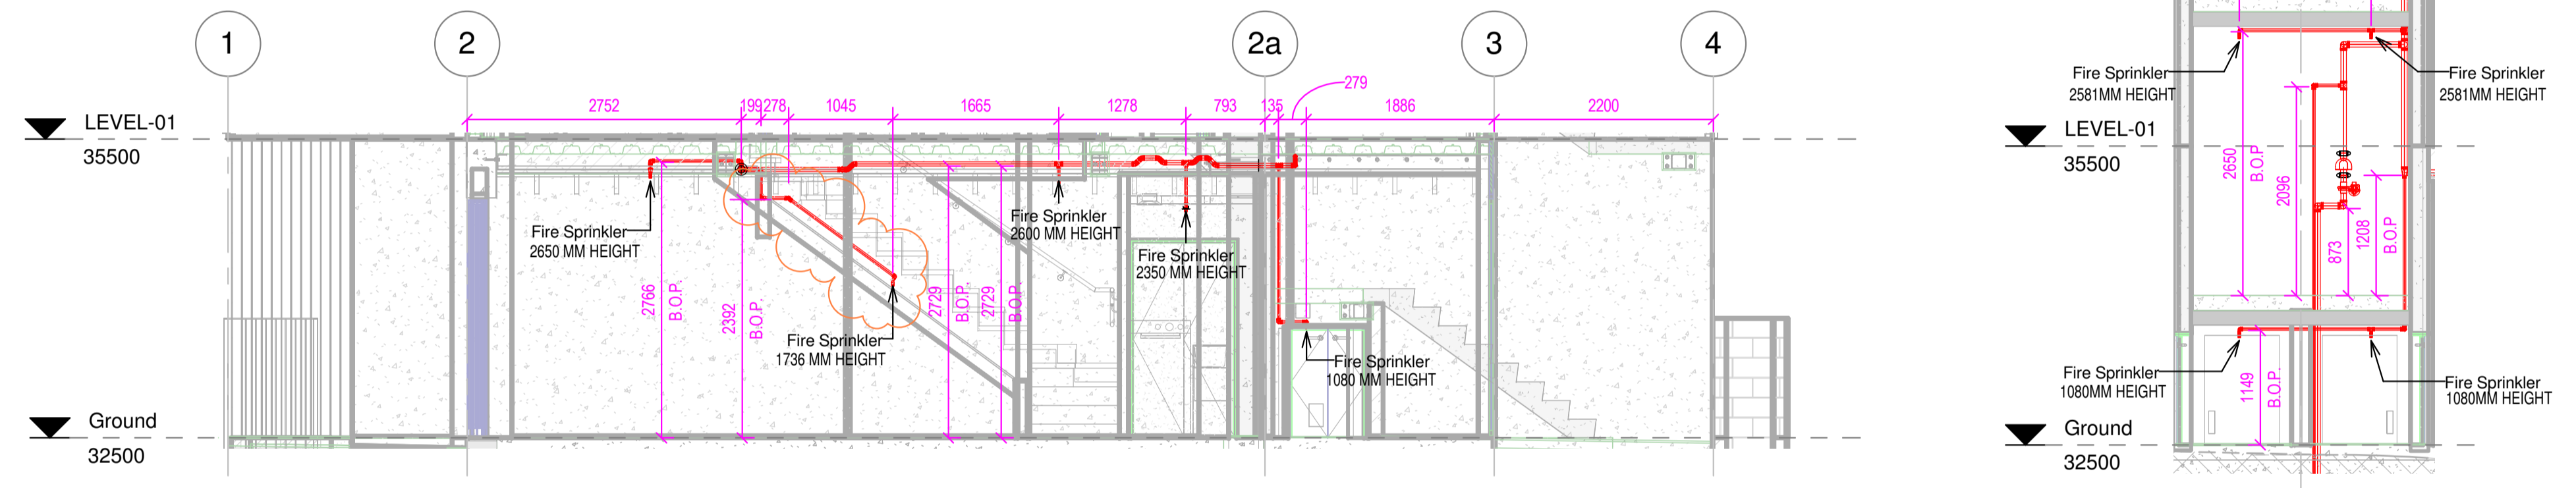 1
2
2a
3
4
279
2752
199
278
1045
1665
1278
793
135
1886
2200
LEVEL-01
35500
Fire Sprinkler
2650 MM HEIGHT
Fire Sprinkler
2600 MM HEIGHT
Fire Sprinkler
2350 MM HEIGHT
2766
B.O.P.
2392
B.O.P.
2729
B.O.P.
2729
B.O.P.
Fire Sprinkler
1736 MM HEIGHT
Fire Sprinkler
1080 MM HEIGHT
Ground
32500
Fire Sprinkler
2581MM HEIGHT
Fire Sprinkler
2581MM HEIGHT
LEVEL-01
35500
2650
B.O.P
2096
873
1208
B.O.P
Fire Sprinkler
1080MM HEIGHT
Fire Sprinkler
1080MM HEIGHT
1149
B.O.P.
Ground
32500